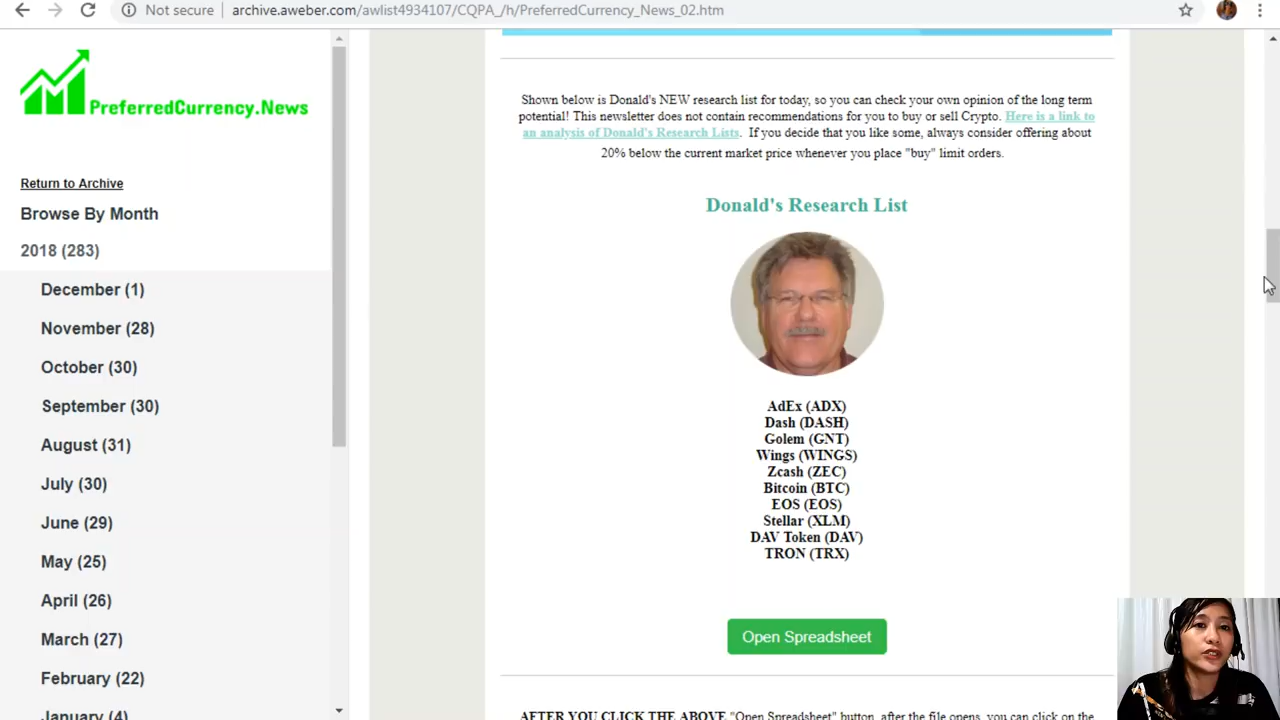 Not secure
archive.aweber.com/awlist4934107/CQPA_/h/PreferredCurrency_News_02.htm
PreferredCurrency.News
Return to Archive
Browse By Month
2018 (283)
December (1)
November (28)
October (30)
September (30)
August (31)
July (30)
June (29)
May (25)
April (26)
March (27)
February (22)
January (4)
Shown below is Donald's NEW research list for today, so you can check your own opinion of the long term
potential! This newsletter does not contain recommendations for you to buy or sell Crypto. Here is a link to
an analysis of Donald's Research Lists. If you decide that you like some, always consider offering about
20% below the current market price whenever you place "buy" limit orders.
Donald's Research List
AdEx (ADX)
Dash (DASH)
Golem (GNT)
Wings (WINGS)
Zcash (ZEC)
Bitcoin (BTC)
EOS (EOS)
Stellar (XLM)
DAV Token (DAV)
TRON (TRX)
Open Spreadsheet
AFTER YOU CLICK THE ABOVE "Open Spreadsheet" button, after the file opens, you can click on the